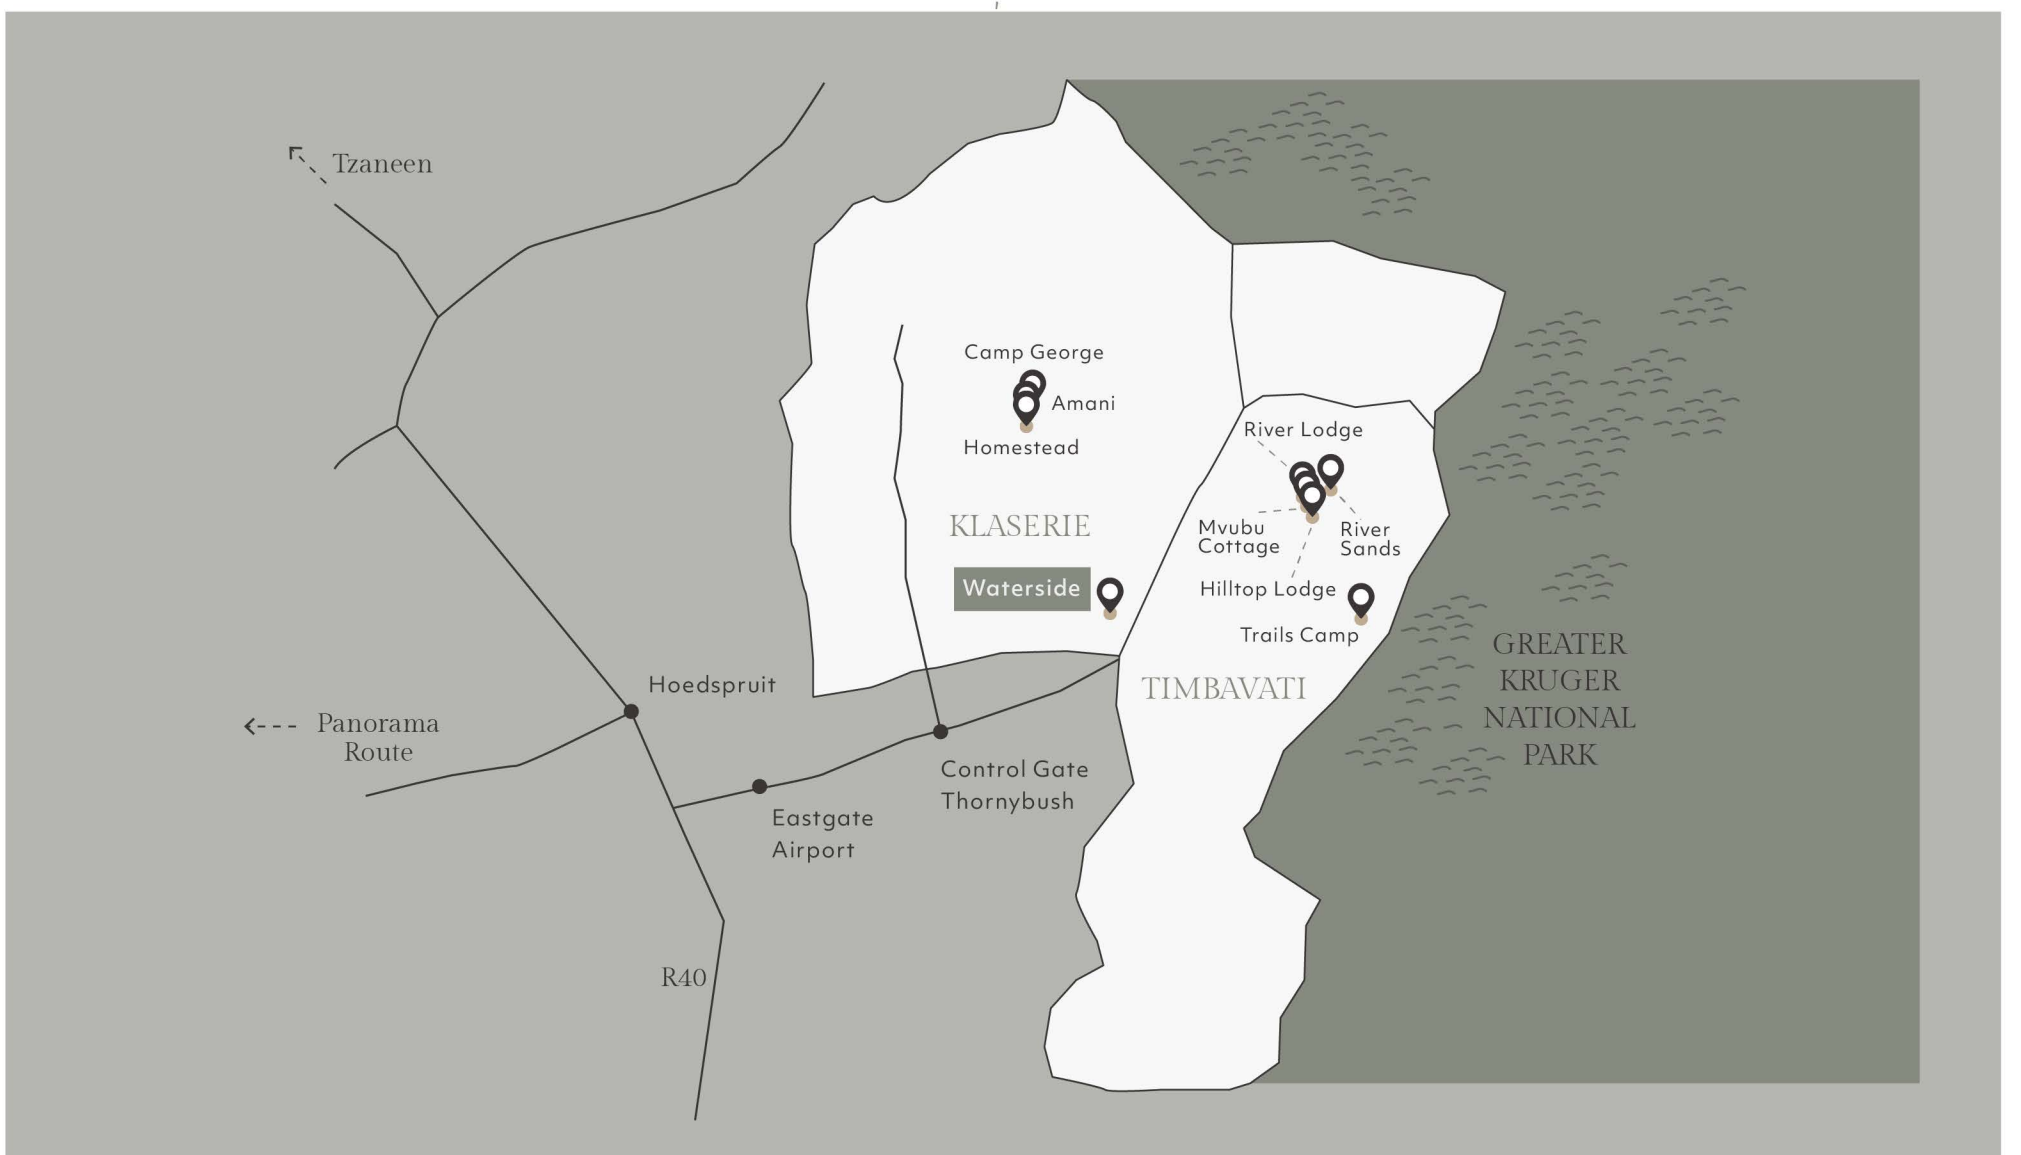 Tzaneen
Camp George
Amani
Homestead
River Lodge
KLASERIE
Mvubu
Cottage
River
Sands
Waterside
Hilltop Lodge
Trails Camp
GREATER
KRUGER
NATIONAL
PARK
Hoedspruit
TIMBAVATI
Panorama
Route
Control Gate
Thornybush
Eastgate
Airport
R40